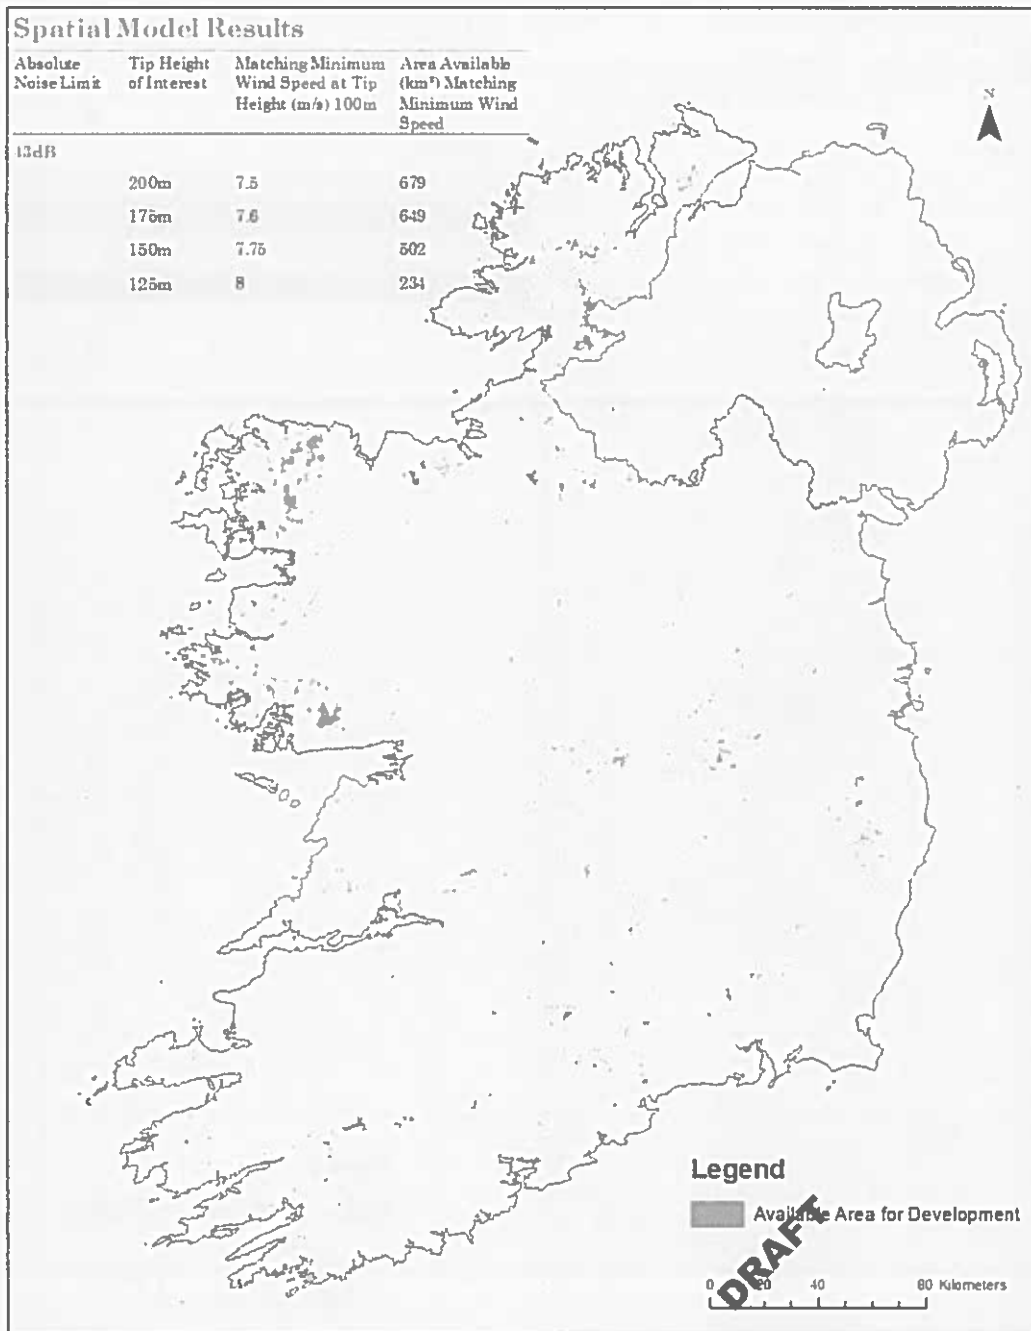 Spatial Model Results
Absolute Noise Limit
Tip Height of Interest
Matching Minimum Wind Speed at Tip Height (m/s) 100m
Area Available (km²) Matching Minimum Wind Speed
43dB
200m 7.5 679
175m 7.6 649
150m 7.75 502
125m 8 234
N
Legend
Available Area for Development
DRAFT
0 20 40 80 Kilometers